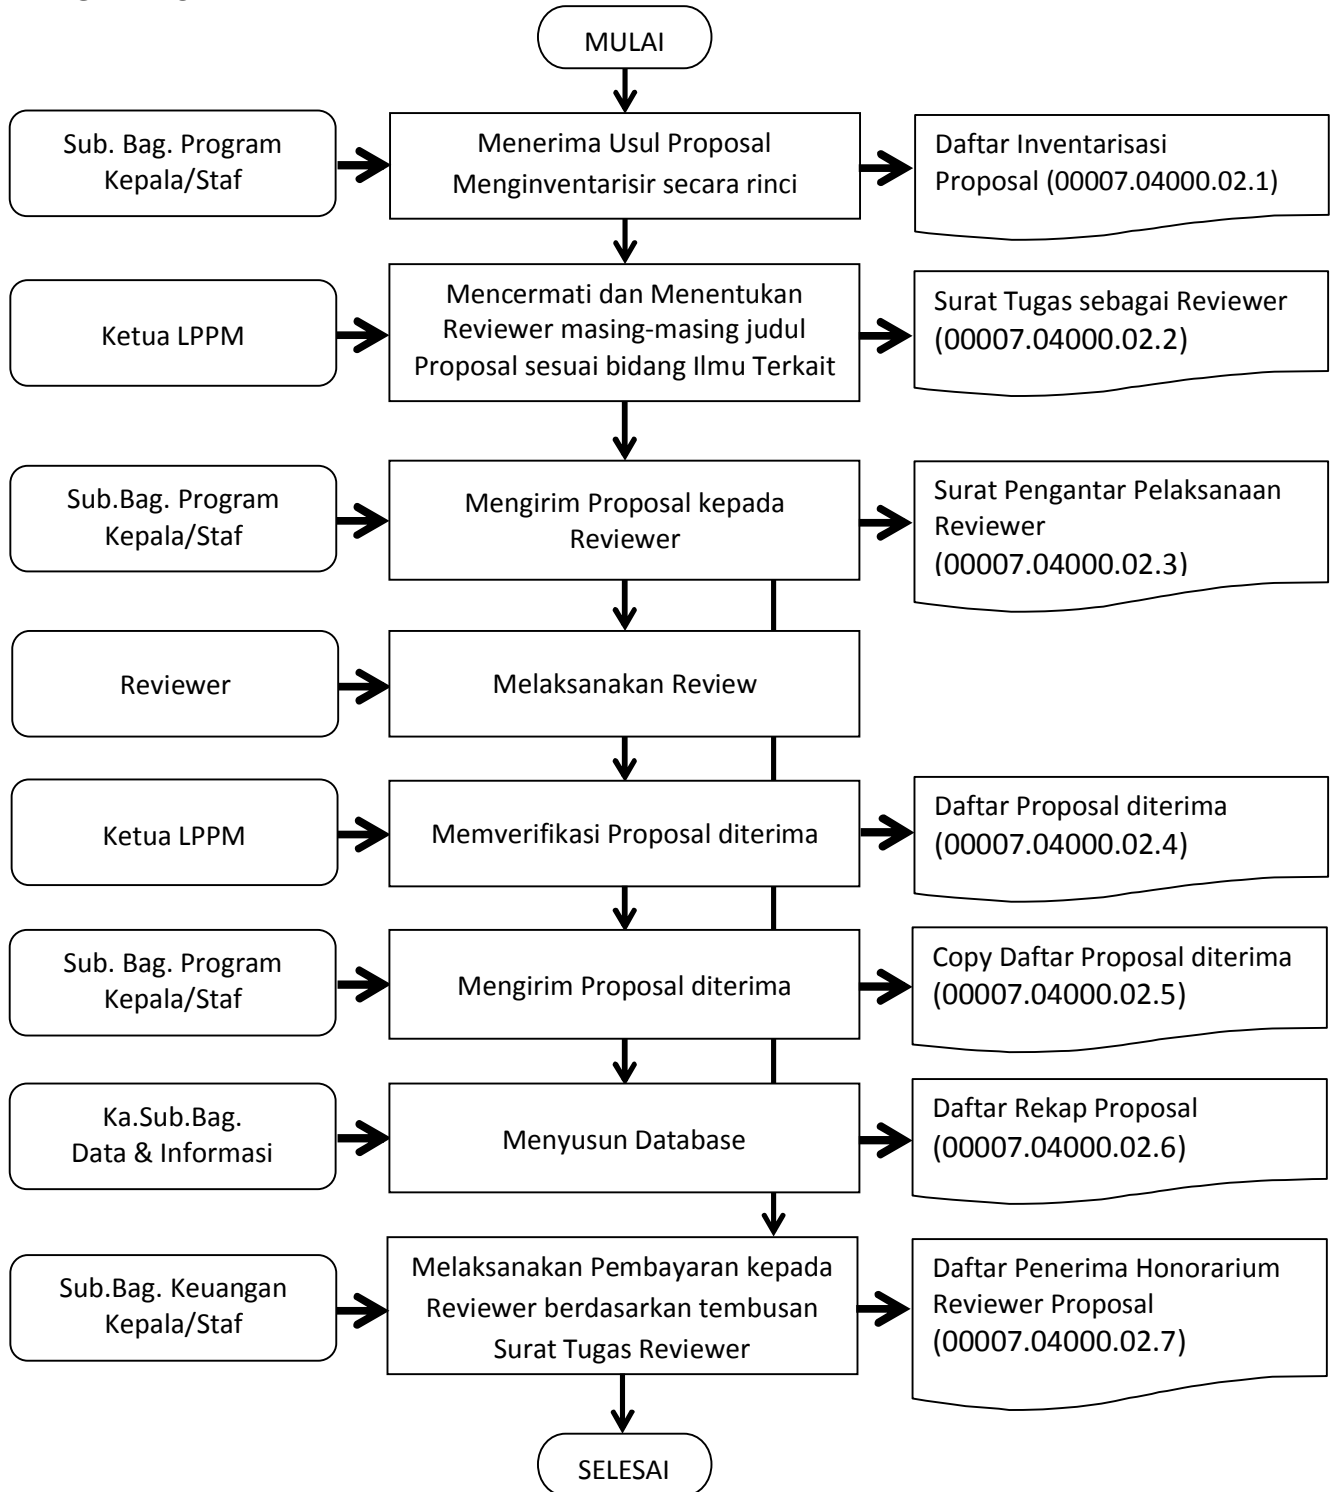 MULAI
Sub. Bag. Program
Kepala/Staf
Menerima Usul Proposal
Menginventarisir secara rinci
Daftar Inventarisasi
Proposal (00007.04000.02.1)
Ketua LPPM
Mencermati dan Menentukan
Reviewer masing-masing judul
Proposal sesuai bidang Ilmu Terkait
Surat Tugas sebagai Reviewer
(00007.04000.02.2)
Sub.Bag. Program
Kepala/Staf
Mengirim Proposal kepada
Reviewer
Surat Pengantar Pelaksanaan
Reviewer
(00007.04000.02.3)
Reviewer
Melaksanakan Review
Ketua LPPM
Memverifikasi Proposal diterima
Daftar Proposal diterima
(00007.04000.02.4)
Sub. Bag. Program
Kepala/Staf
Mengirim Proposal diterima
Copy Daftar Proposal diterima
(00007.04000.02.5)
Ka.Sub.Bag.
Data & Informasi
Menyusun Database
Daftar Rekap Proposal
(00007.04000.02.6)
Sub.Bag. Keuangan
Kepala/Staf
Melaksanakan Pembayaran kepada
Reviewer berdasarkan tembusan
Surat Tugas Reviewer
Daftar Penerima Honorarium
Reviewer Proposal
(00007.04000.02.7)
SELESAI